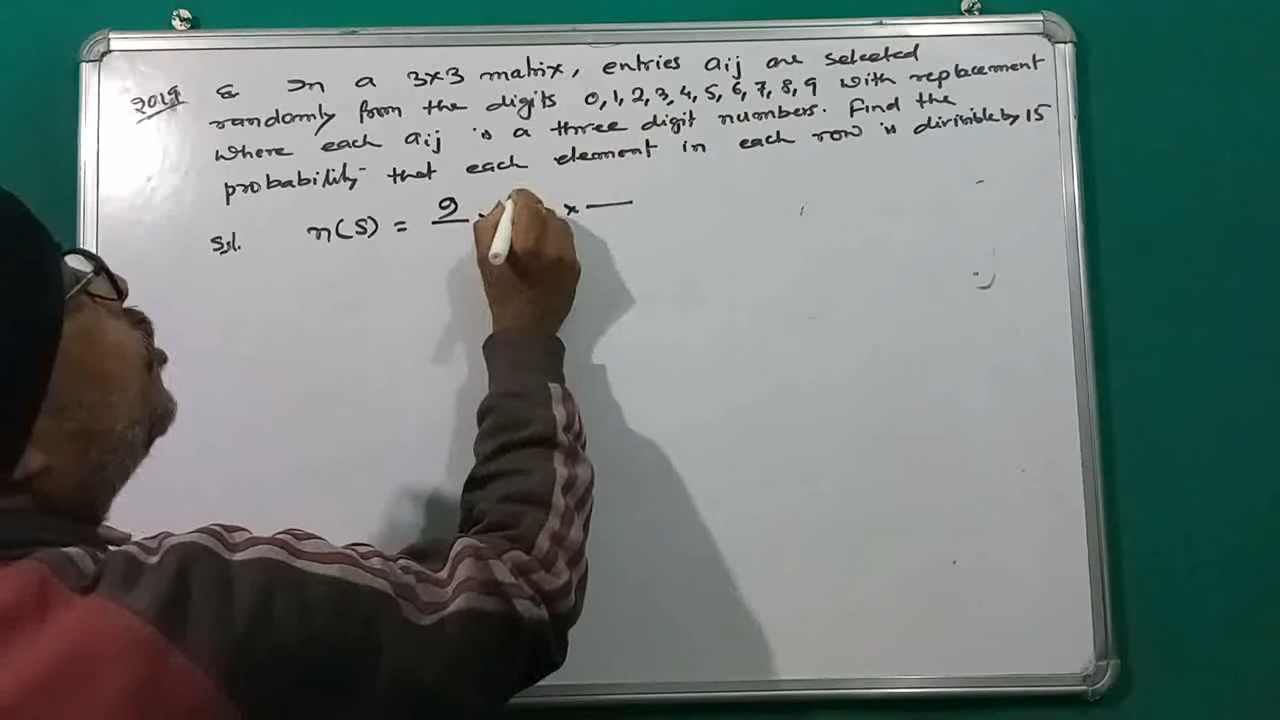 2019 Q In a 3×3 matrix, entries aij are selected
randomly from the digits 0, 1, 2, 3, 4, 5, 6, 7, 8, 9 with replacement
where each aij is a three digit numbers. Find the
probability that each element in each row is divisible by 15
Sol. n(S) = 9 ×